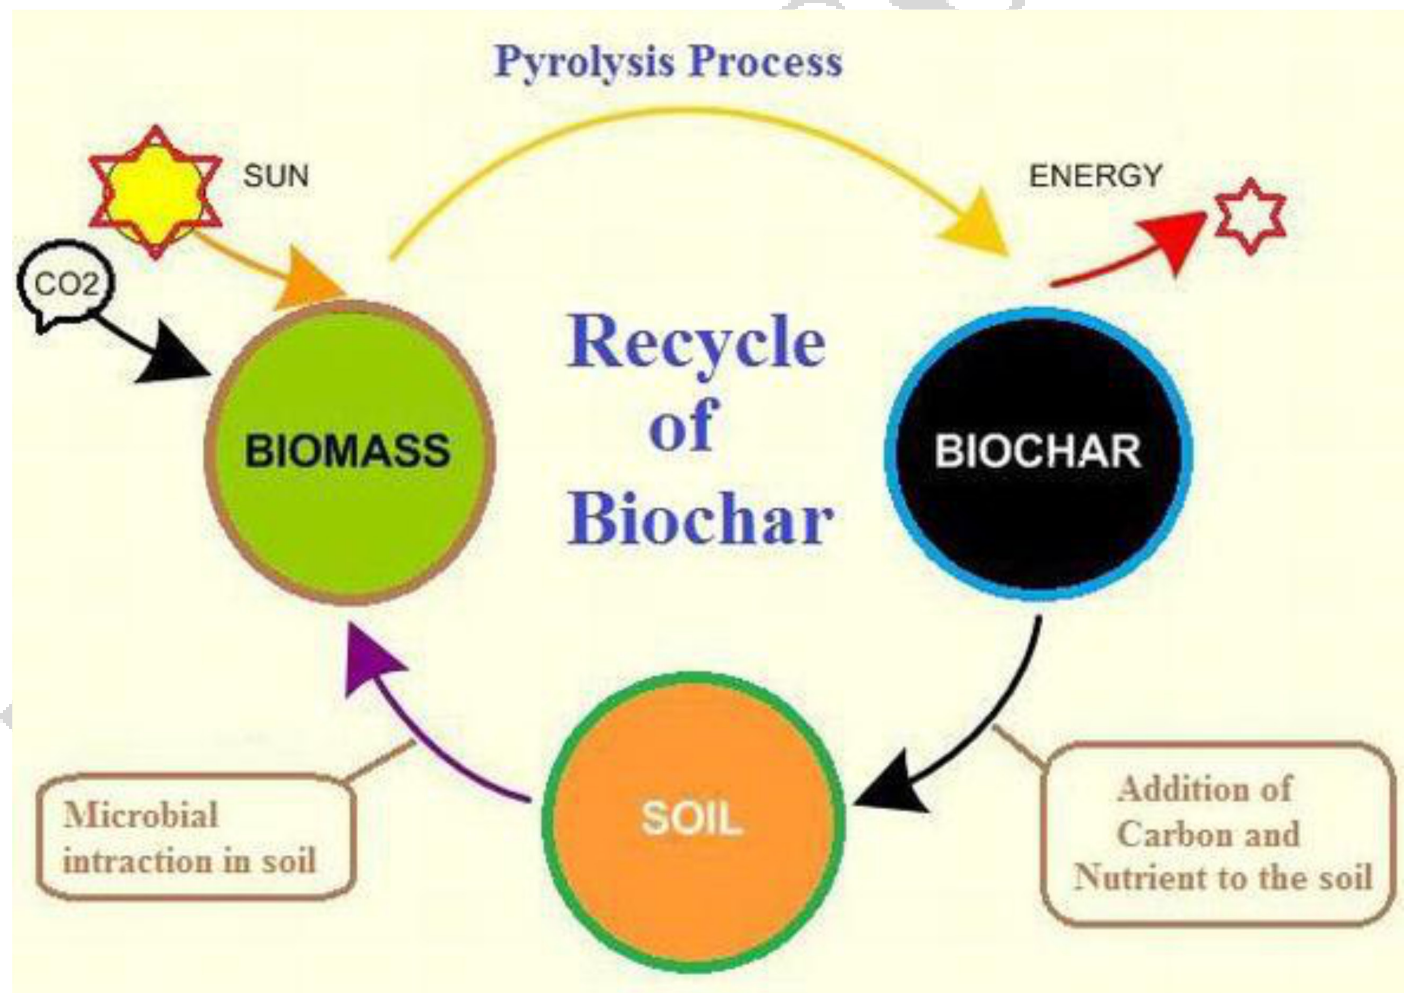 Pyrolysis Process
SUN
ENERGY
CO2
Recycle
of
Biochar
BIOMASS
BIOCHAR
SOIL
Microbial
intraction in soil
Addition of
Carbon and
Nutrient to the soil